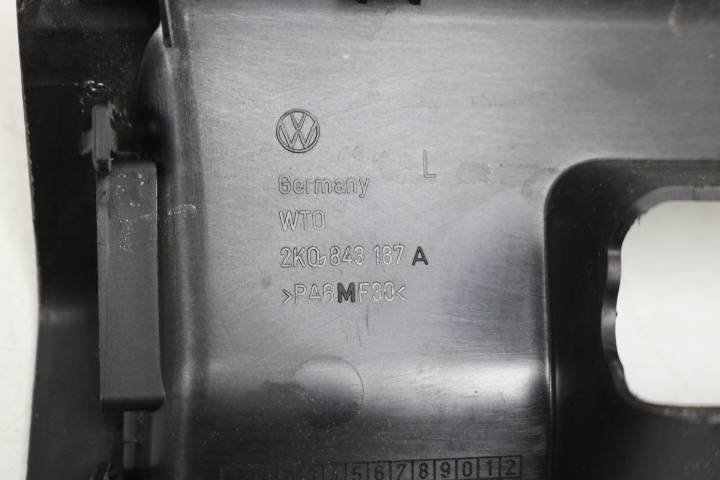 L
Germany
WTO
2K0 843 187 A
>PA6MF30<
4 5 6 7 8 9 0 1 2